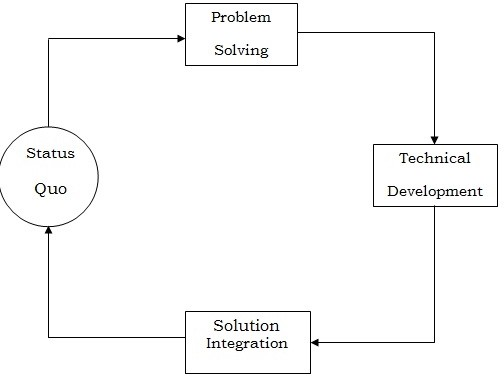 Problem
Solving
Status
Quo
Technical
Development
Solution
Integration